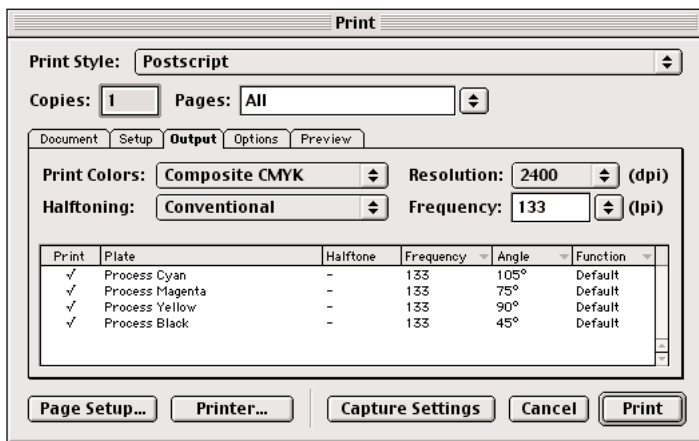 Print
Print Style: Postscript
Copies: 1 Pages: All
Document Setup Output Options Preview
Print Colors: Composite CMYK Resolution: 2400 (dpi)
Halftoning: Conventional Frequency: 133 (lpi)
Print Plate Halftone Frequency Angle Function
√ Process Cyan - 133 105° Default
√ Process Magenta - 133 75° Default
√ Process Yellow - 133 90° Default
√ Process Black - 133 45° Default
Page Setup... Printer... Capture Settings Cancel Print